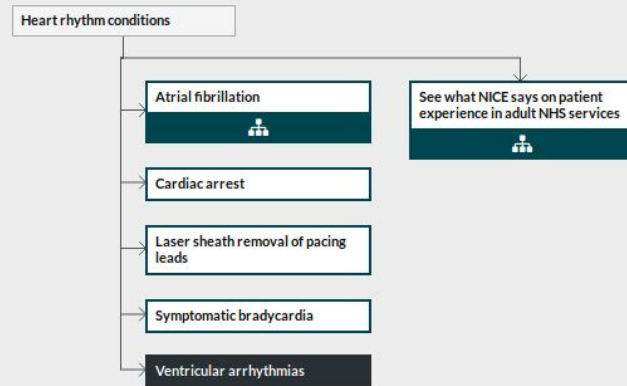 Heart rhythm conditions
Atrial fibrillation
See what NICE says on patient
experience in adult NHS services
Cardiac arrest
Laser sheath removal of pacing
leads
Symptomatic bradycardia
Ventricular arrhythmias